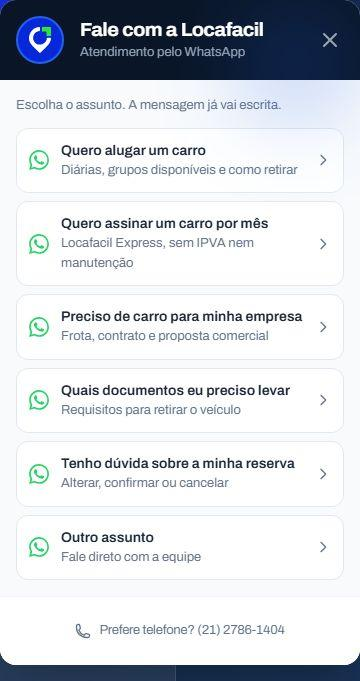 Fale com a Locafacil
Atendimento pelo WhatsApp
Escolha o assunto. A mensagem já vai escrita.
Quero alugar um carro
Diárias, grupos disponíveis e como retirar
Quero assinar um carro por mês
Locafacil Express, sem IPVA nem
manutenção
Preciso de carro para minha empresa
Frota, contrato e proposta comercial
Quais documentos eu preciso levar
Requisitos para retirar o veículo
Tenho dúvida sobre a minha reserva
Alterar, confirmar ou cancelar
Outro assunto
Fale direto com a equipe
Prefere telefone? (21) 2786-1404